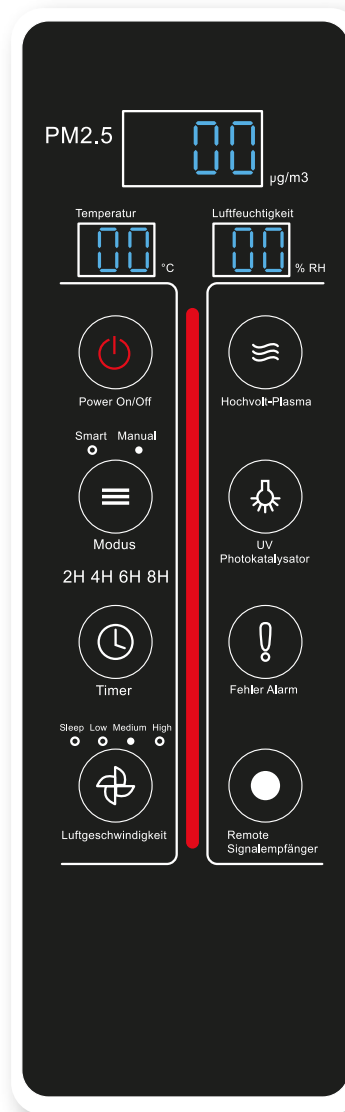 PM2.5
00
µg/m3
Temperatur
Luftfeuchtigkeit
00 °C
00 % RH
Power On/Off
Hochvolt-Plasma
Smart Manual
Modus
UV
Photokatalysator
2H 4H 6H 8H
Timer
Fehler Alarm
Sleep Low Medium High
Luftgeschwindigkeit
Remote
Signalempfänger